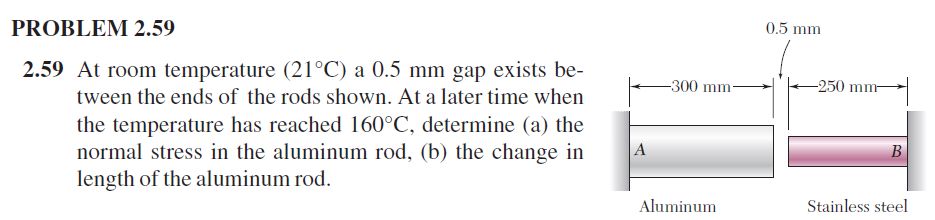 PROBLEM 2.59
0.5 mm
2.59 At room temperature (21°C) a 0.5 mm gap exists be-
tween the ends of the rods shown. At a later time when
the temperature has reached 160°C, determine (a) the
normal stress in the aluminum rod, (b) the change in
length of the aluminum rod.
300 mm
250 mm
A
B
Aluminum
Stainless steel